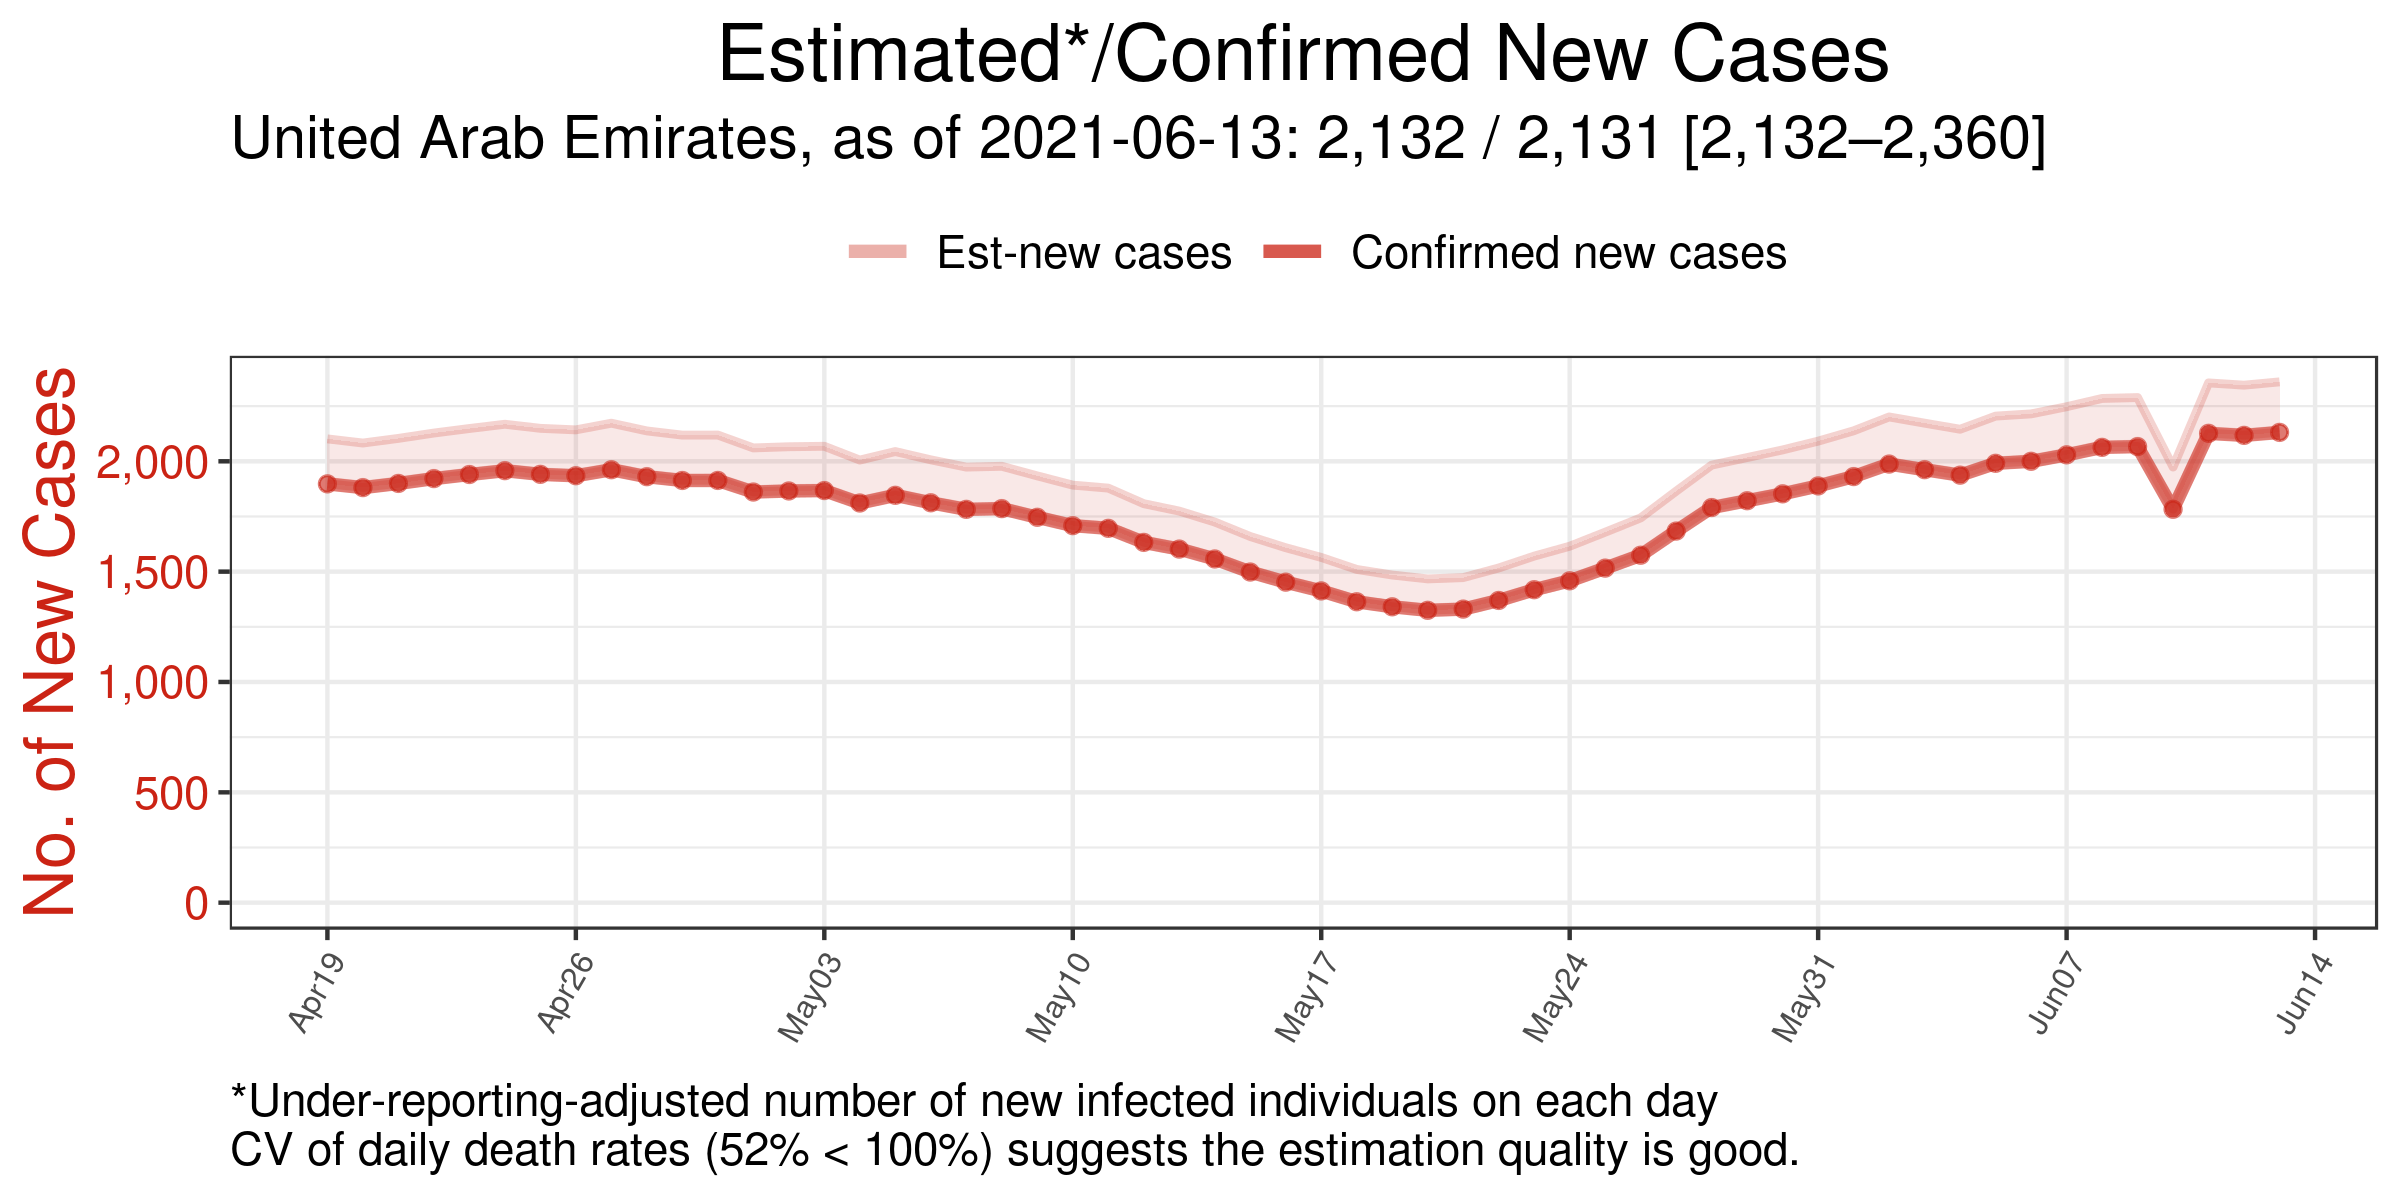 Estimated*/Confirmed New Cases
United Arab Emirates, as of 2021-06-13: 2,132 / 2,131 [2,132–2,360]
Est-new cases Confirmed new cases
No. of New Cases
2,000
1,500
1,000
500
0
Apr19 Apr26 May03 May10 May17 May24 May31 Jun07 Jun14
*Under-reporting-adjusted number of new infected individuals on each day
CV of daily death rates (52% < 100%) suggests the estimation quality is good.